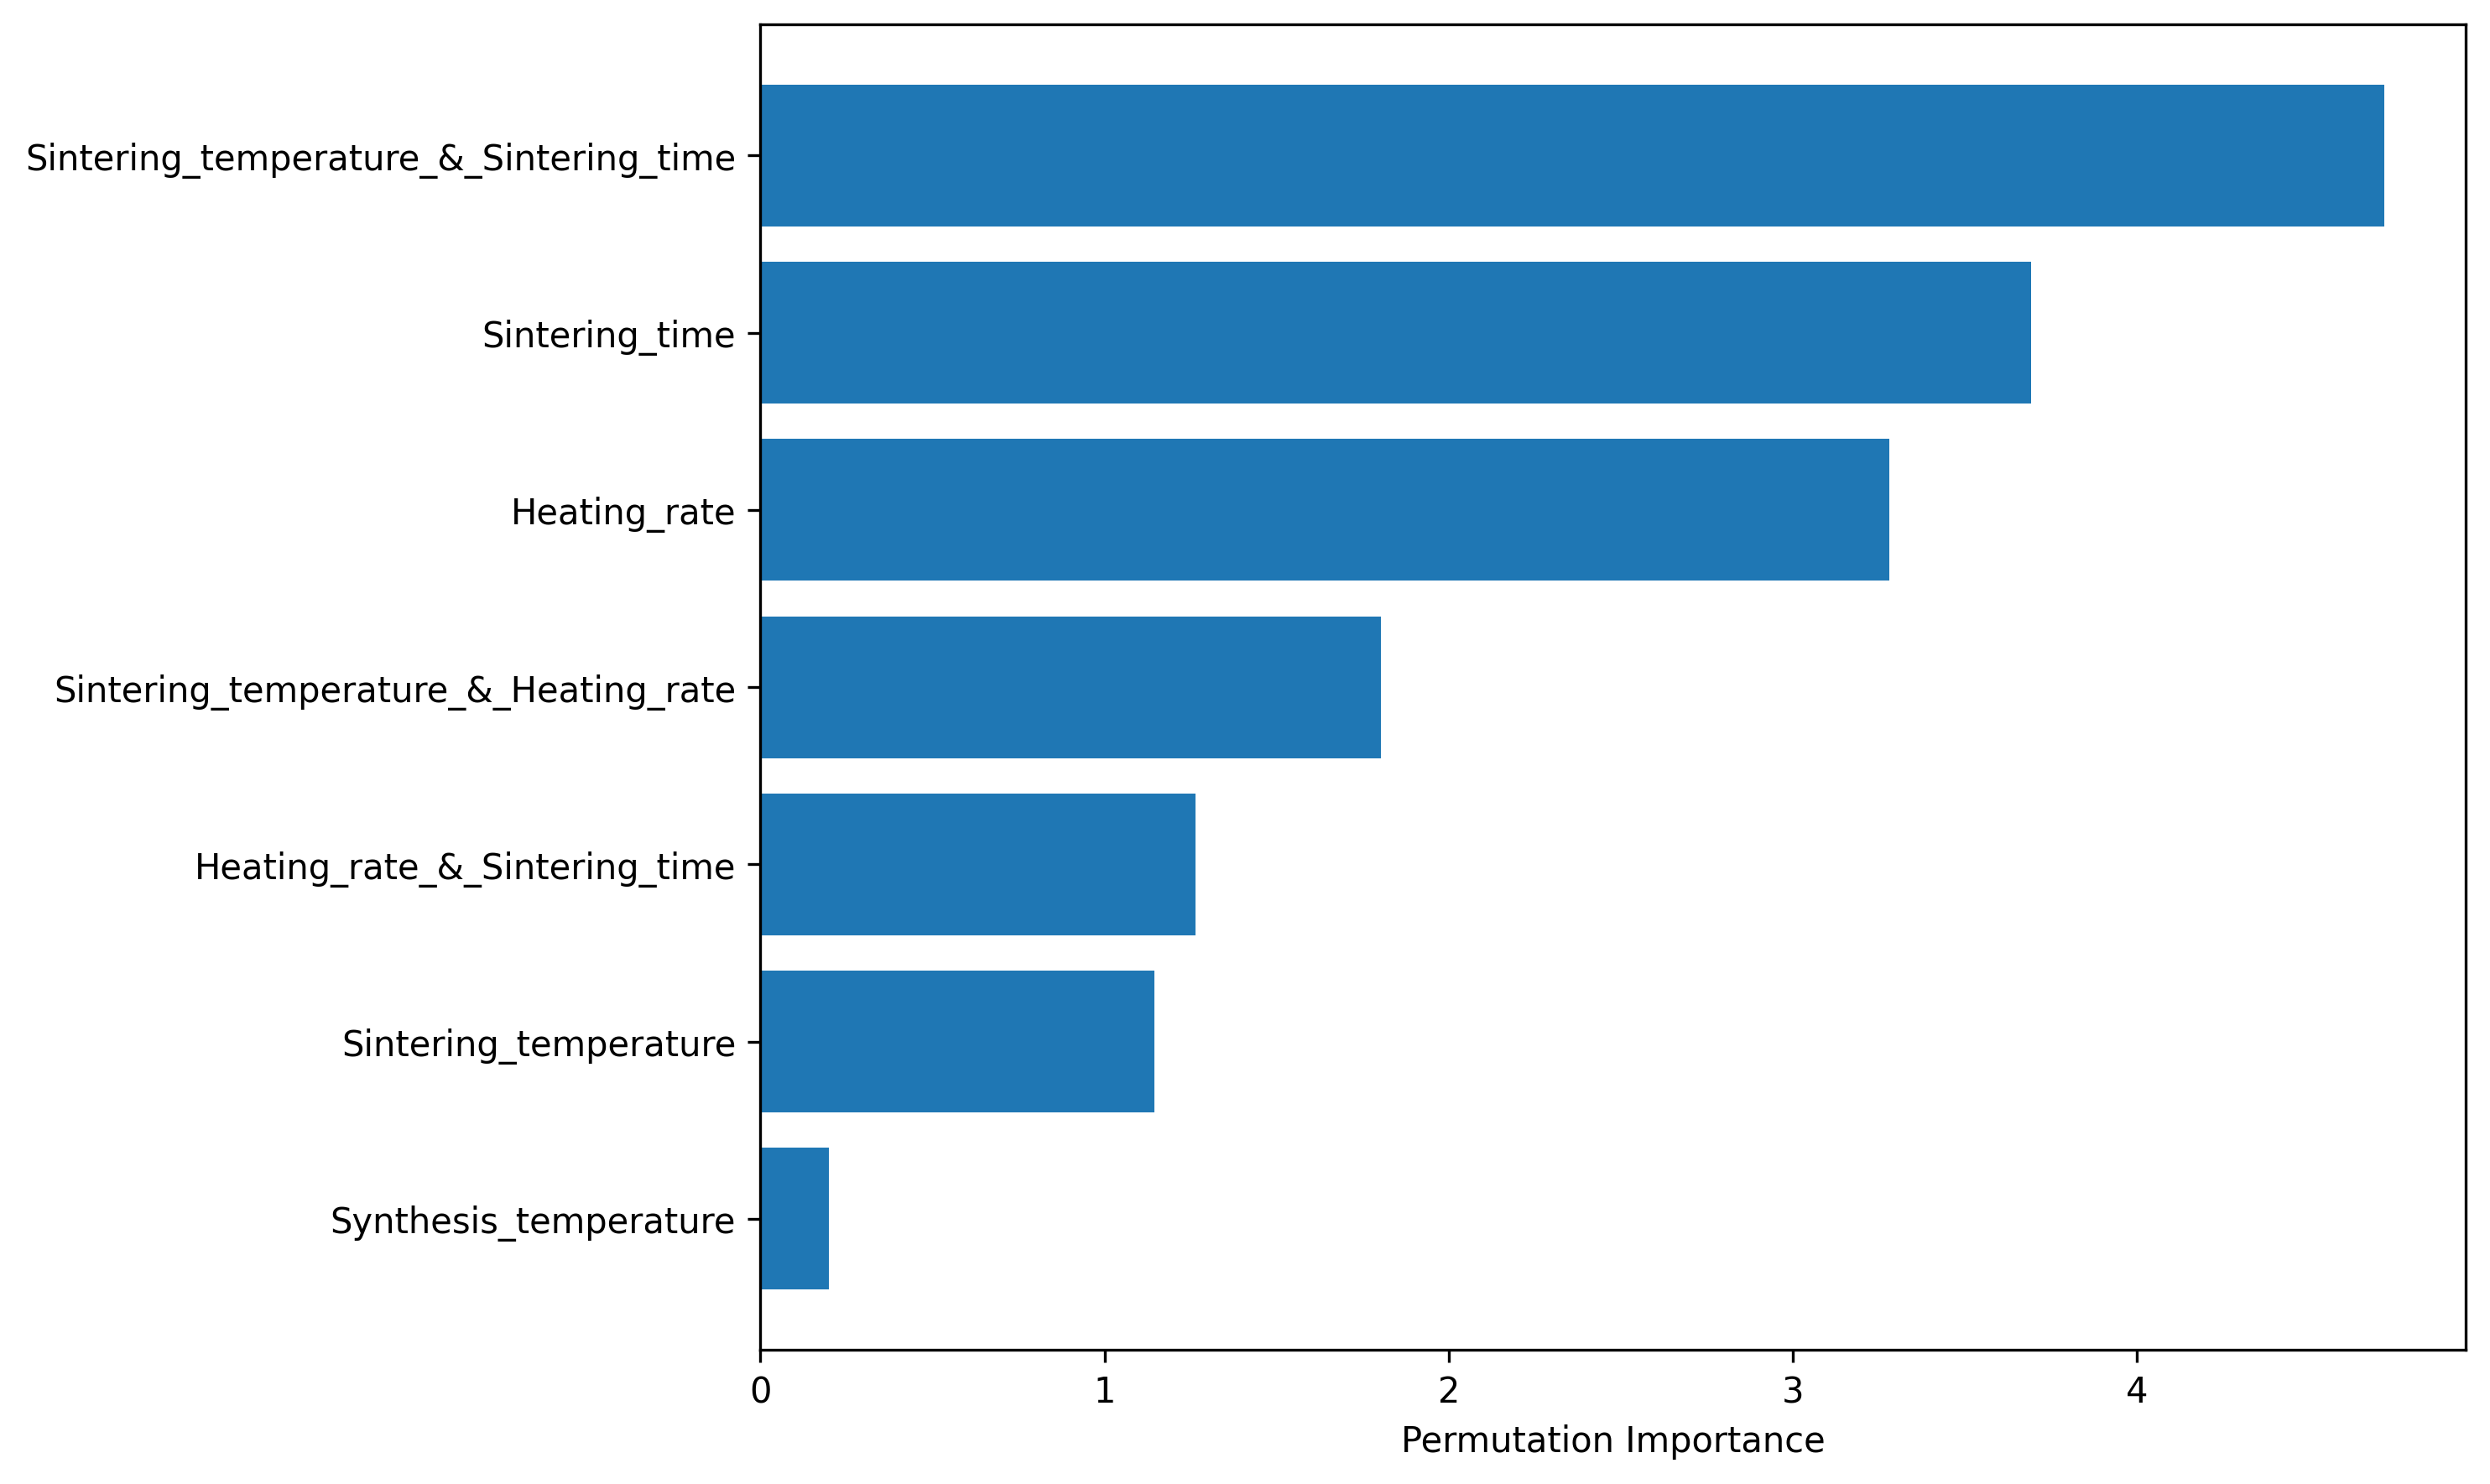 Sintering_temperature_&_Sintering_time
Sintering_time
Heating_rate
Sintering_temperature_&_Heating_rate
Heating_rate_&_Sintering_time
Sintering_temperature
Synthesis_temperature
0 1 2 3 4
Permutation Importance